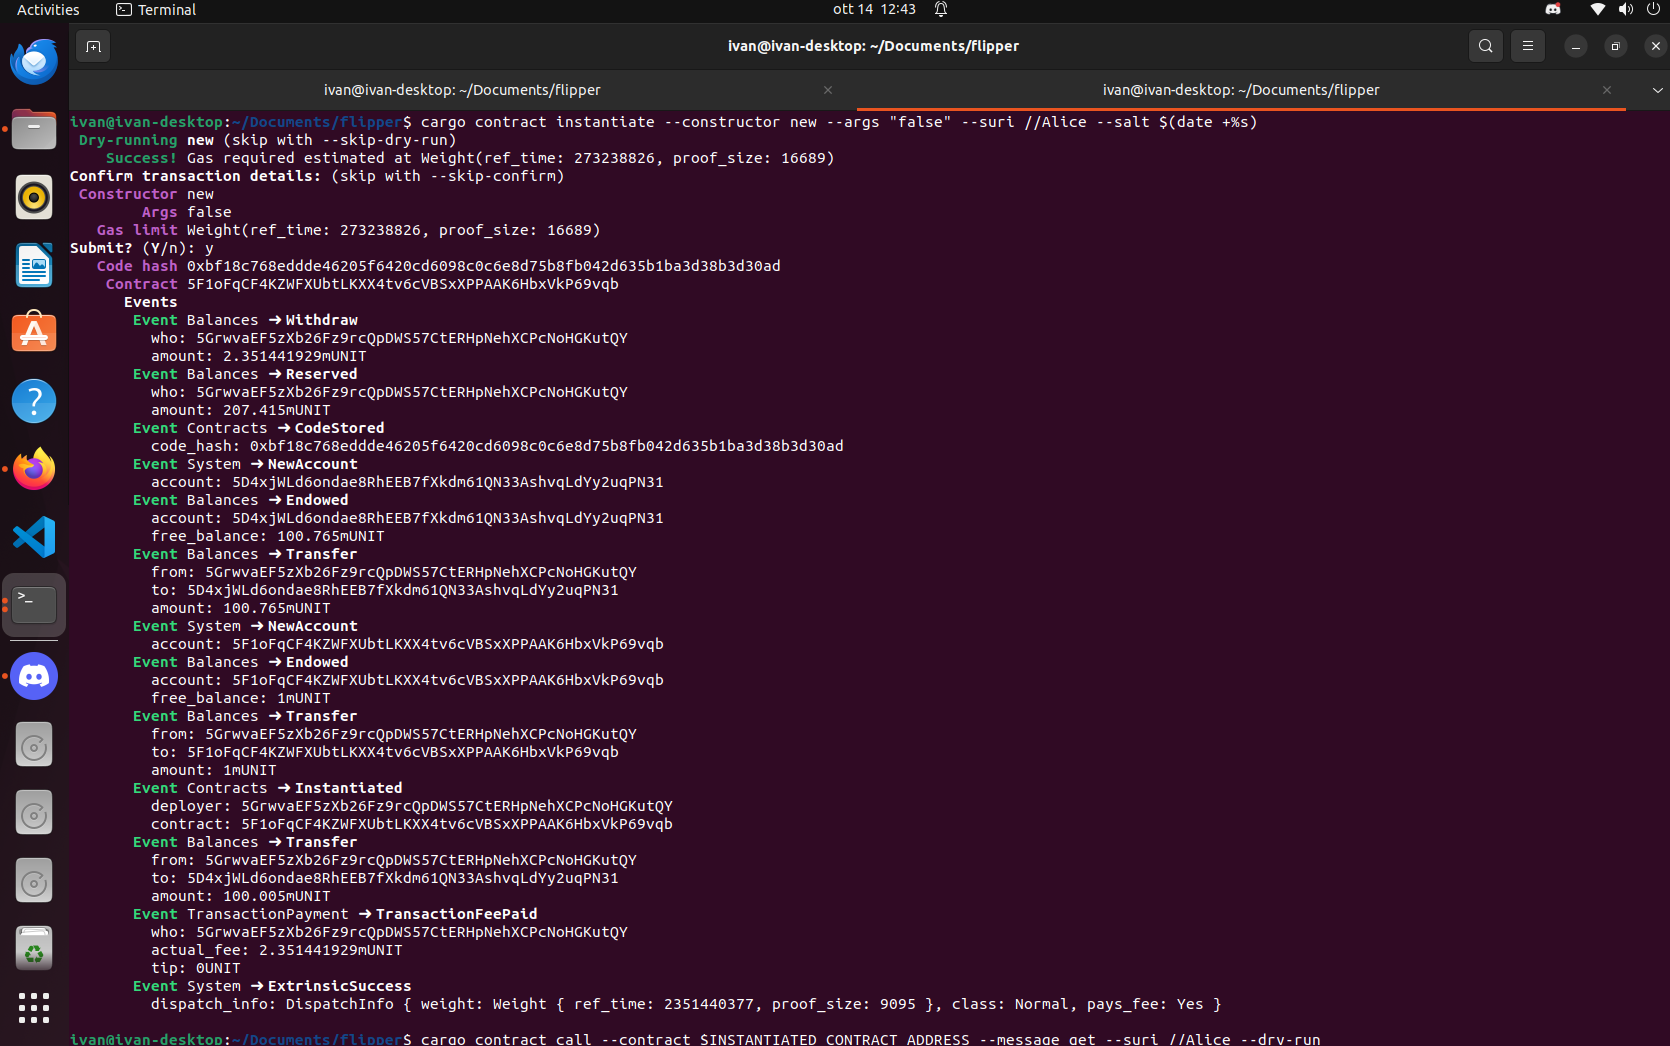 Activities Terminal ott 14 12:43
ivan@ivan-desktop: ~/Documents/flipper
ivan@ivan-desktop: ~/Documents/flipper ivan@ivan-desktop: ~/Documents/flipper
ivan@ivan-desktop:~/Documents/flipper$ cargo contract instantiate --constructor new --args "false" --suri //Alice --salt $(date +%s)
Dry-running new (skip with --skip-dry-run)
Success! Gas required estimated at Weight(ref_time: 273238826, proof_size: 16689)
Confirm transaction details: (skip with --skip-confirm)
Constructor new
Args false
Gas limit Weight(ref_time: 273238826, proof_size: 16689)
Submit? (Y/n): y
Code hash 0xbf18c768eddde46205f6420cd6098c0c6e8d75b8fb042d635b1ba3d38b3d30ad
Contract 5F1oFqCF4KZWFXUbtLKXX4tv6cVBSxXPPAAK6HbxVkP69vqb
Events
Event Balances ➜ Withdraw
who: 5GrwvaEF5zXb26Fz9rcQpDWS57CtERHpNehXCPcNoHGKutQY
amount: 2.351441929mUNIT
Event Balances ➜ Reserved
who: 5GrwvaEF5zXb26Fz9rcQpDWS57CtERHpNehXCPcNoHGKutQY
amount: 207.415mUNIT
Event Contracts ➜ CodeStored
code_hash: 0xbf18c768eddde46205f6420cd6098c0c6e8d75b8fb042d635b1ba3d38b3d30ad
Event System ➜ NewAccount
account: 5D4xjWLd6ondae8RhEEB7fXkdm61QN33AshvqLdYy2uqPN31
Event Balances ➜ Endowed
account: 5D4xjWLd6ondae8RhEEB7fXkdm61QN33AshvqLdYy2uqPN31
free_balance: 100.765mUNIT
Event Balances ➜ Transfer
from: 5GrwvaEF5zXb26Fz9rcQpDWS57CtERHpNehXCPcNoHGKutQY
to: 5D4xjWLd6ondae8RhEEB7fXkdm61QN33AshvqLdYy2uqPN31
amount: 100.765mUNIT
Event System ➜ NewAccount
account: 5F1oFqCF4KZWFXUbtLKXX4tv6cVBSxXPPAAK6HbxVkP69vqb
Event Balances ➜ Endowed
account: 5F1oFqCF4KZWFXUbtLKXX4tv6cVBSxXPPAAK6HbxVkP69vqb
free_balance: 1mUNIT
Event Balances ➜ Transfer
from: 5GrwvaEF5zXb26Fz9rcQpDWS57CtERHpNehXCPcNoHGKutQY
to: 5F1oFqCF4KZWFXUbtLKXX4tv6cVBSxXPPAAK6HbxVkP69vqb
amount: 1mUNIT
Event Contracts ➜ Instantiated
deployer: 5GrwvaEF5zXb26Fz9rcQpDWS57CtERHpNehXCPcNoHGKutQY
contract: 5F1oFqCF4KZWFXUbtLKXX4tv6cVBSxXPPAAK6HbxVkP69vqb
Event Balances ➜ Transfer
from: 5GrwvaEF5zXb26Fz9rcQpDWS57CtERHpNehXCPcNoHGKutQY
to: 5D4xjWLd6ondae8RhEEB7fXkdm61QN33AshvqLdYy2uqPN31
amount: 100.005mUNIT
Event TransactionPayment ➜ TransactionFeePaid
who: 5GrwvaEF5zXb26Fz9rcQpDWS57CtERHpNehXCPcNoHGKutQY
actual_fee: 2.351441929mUNIT
tip: 0UNIT
Event System ➜ ExtrinsicSuccess
dispatch_info: DispatchInfo { weight: Weight { ref_time: 2351440377, proof_size: 9095 }, class: Normal, pays_fee: Yes }
ivan@ivan-desktop:~/Documents/flipper$ cargo contract call --contract $INSTANTIATED_CONTRACT_ADDRESS --message get --suri //Alice --dry-run